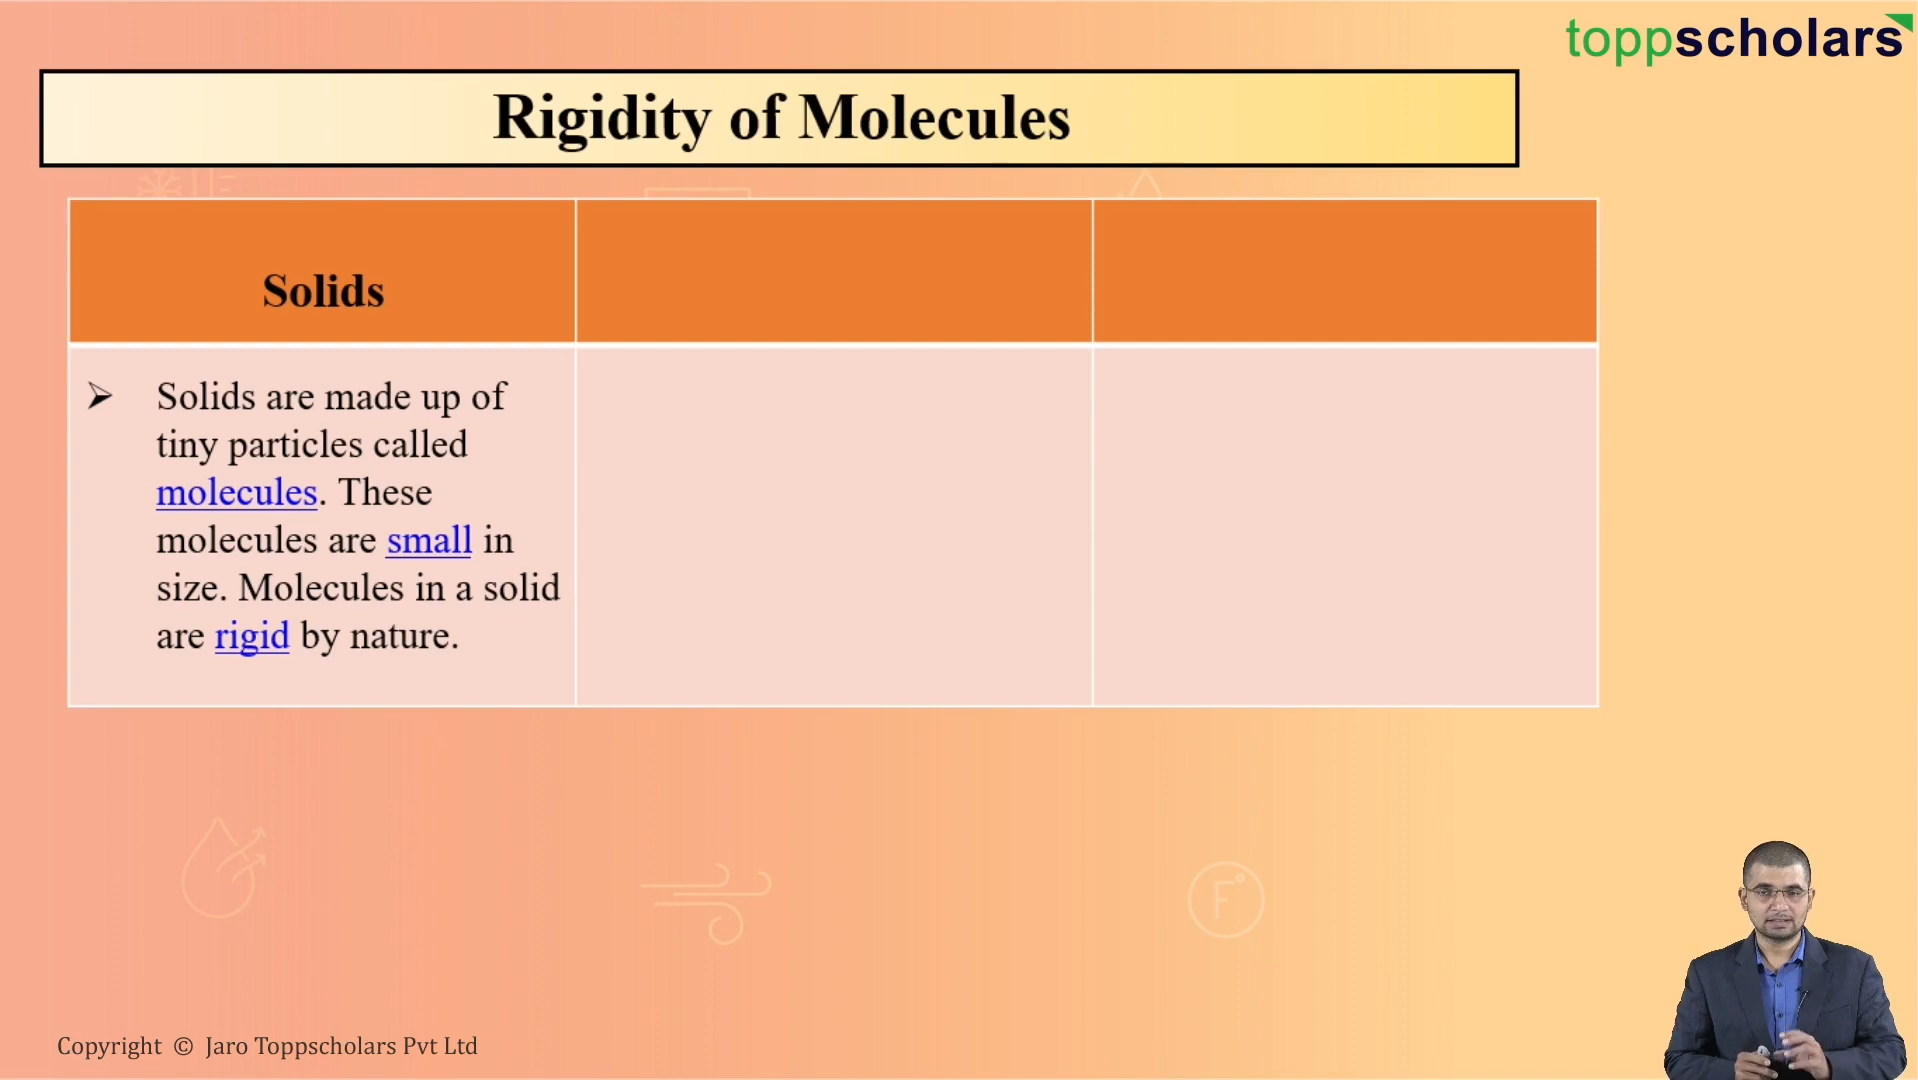 toppscholars
Rigidity of Molecules
Solids
➢ Solids are made up of
tiny particles called
molecules. These
molecules are small in
size. Molecules in a solid
are rigid by nature.
F°
Copyright © Jaro Toppscholars Pvt Ltd